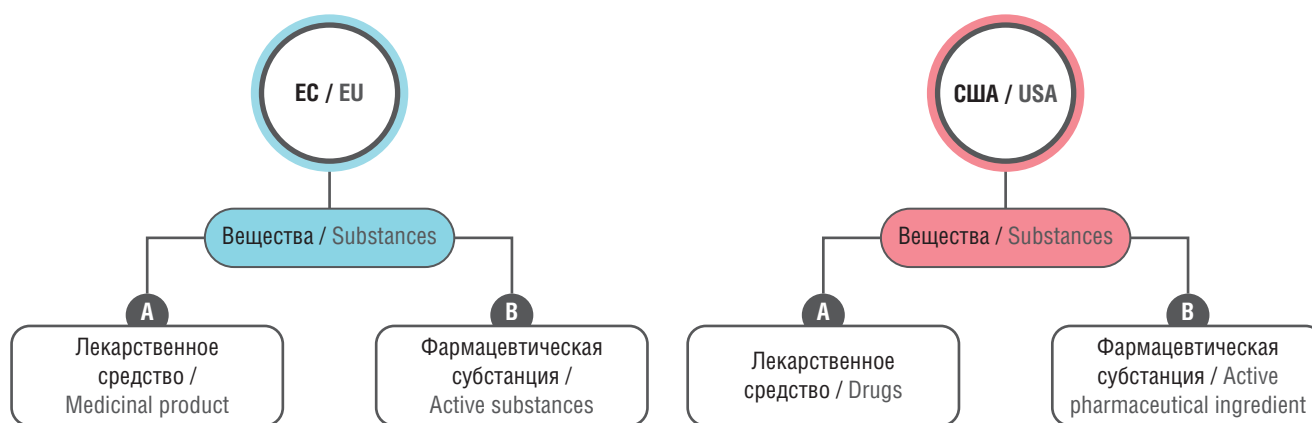 ЕС / EU
Вещества / Substances
A
Лекарственное
средство /
Medicinal product
B
Фармацевтическая
субстанция /
Active substances
США / USA
Вещества / Substances
A
Лекарственное
средство / Drugs
B
Фармацевтическая
субстанция / Active
pharmaceutical ingredient